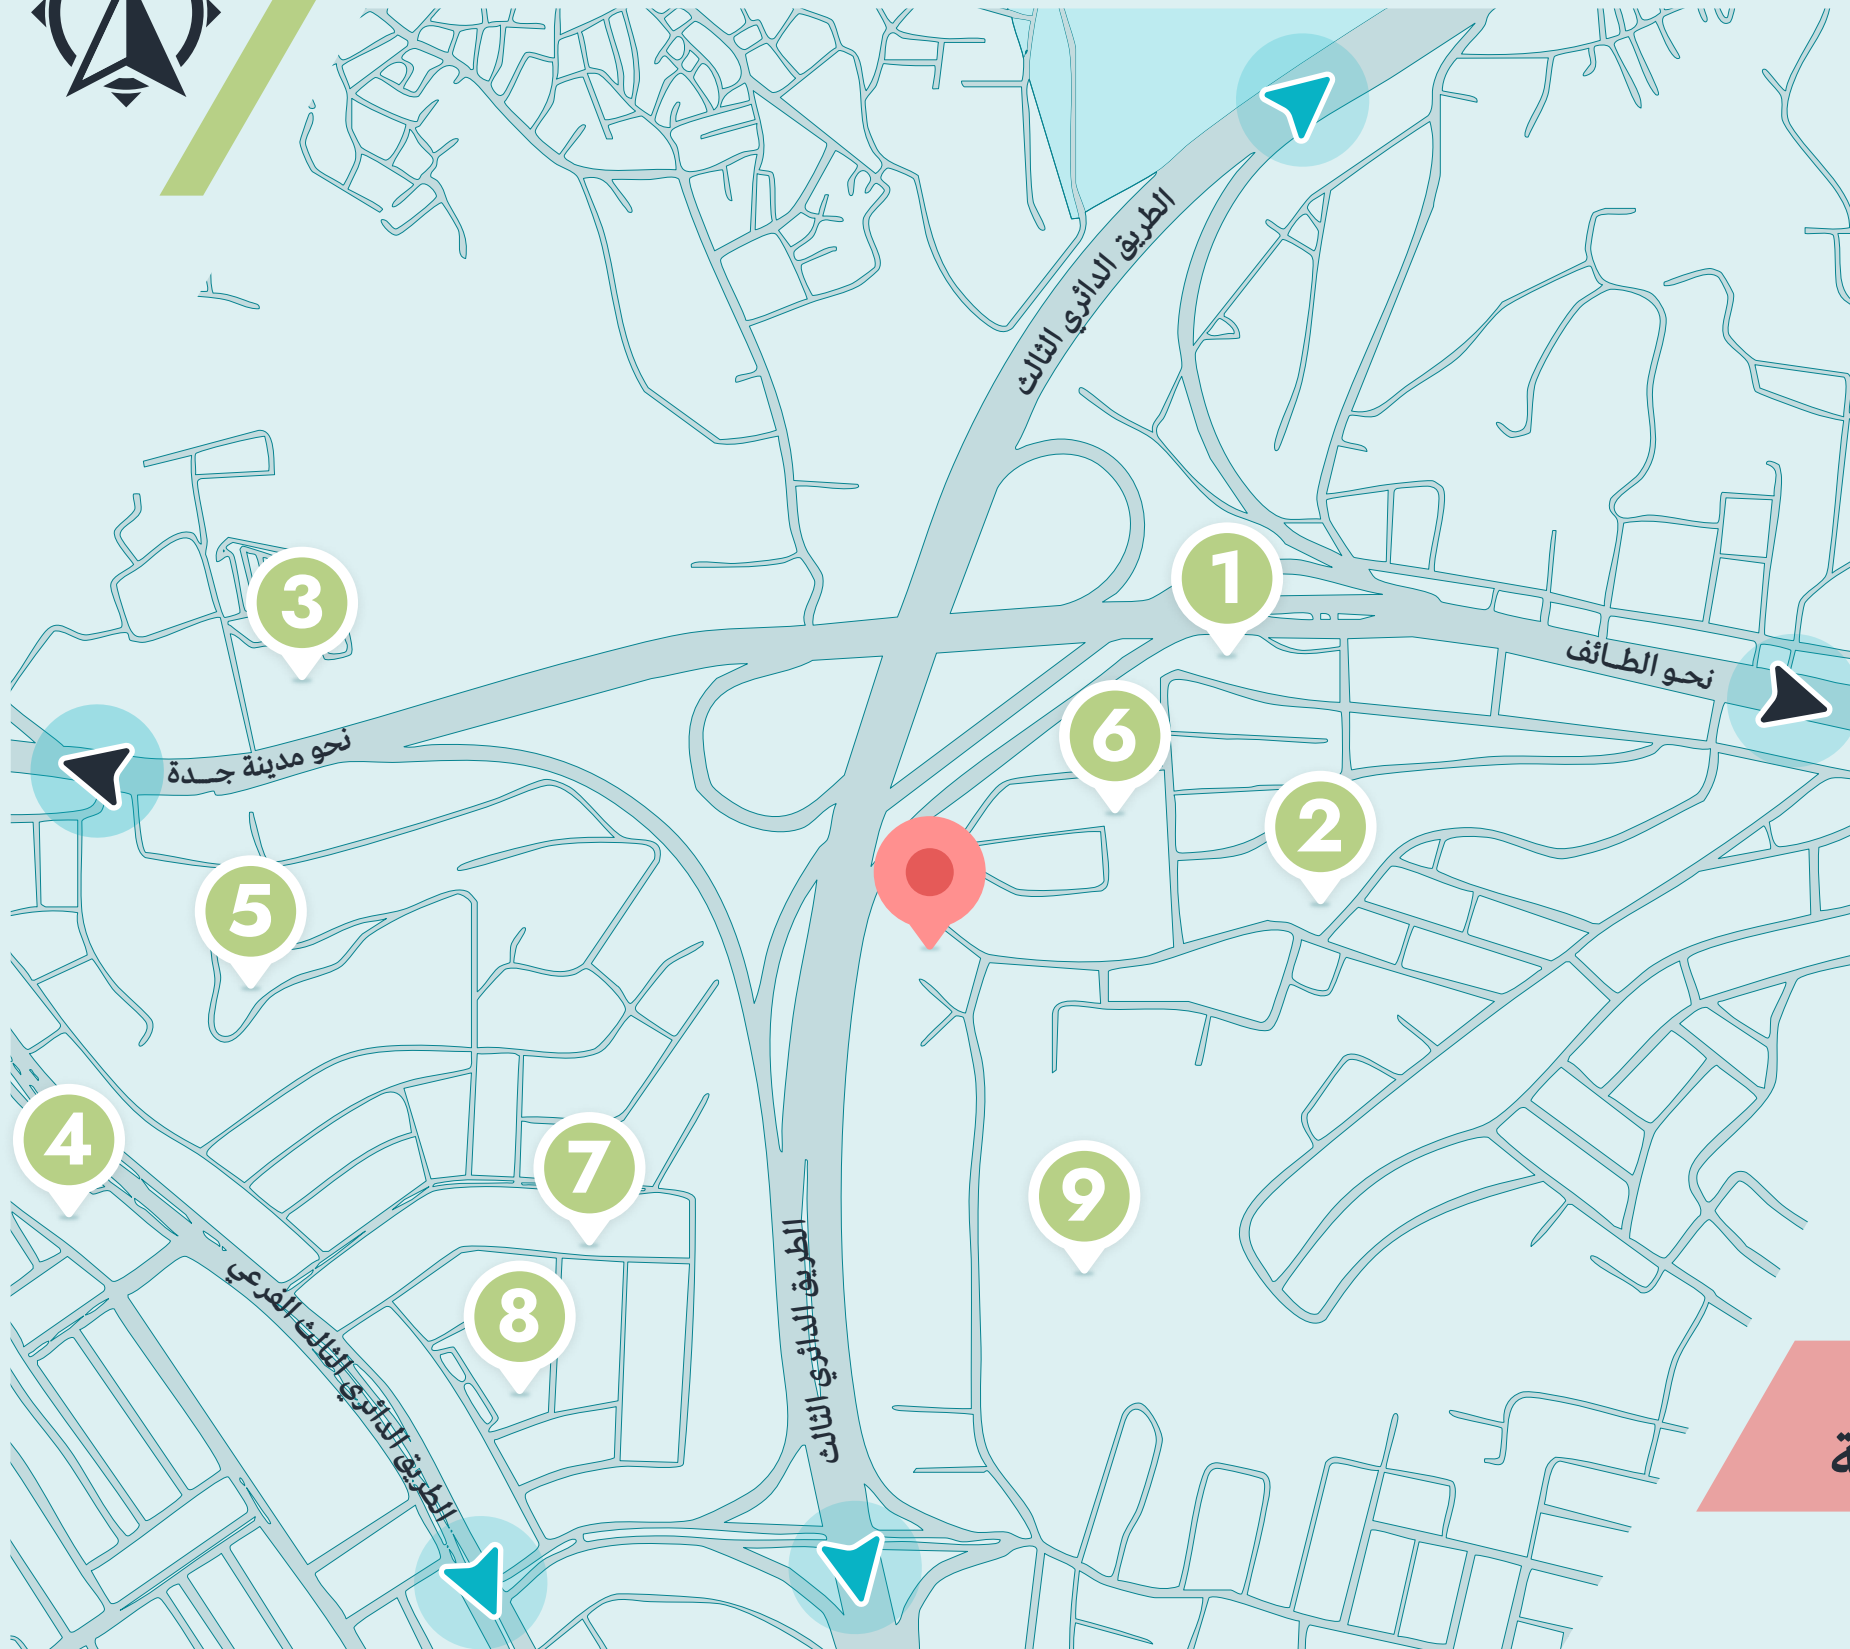 الطريق الدائري الثالث
1
3
نحو الطائف
6
نحو مدينة جدة
2
5
4
7
9
الطريق الدائري الثالث
الطريق الدائري الثالث الفرعي
8
ة